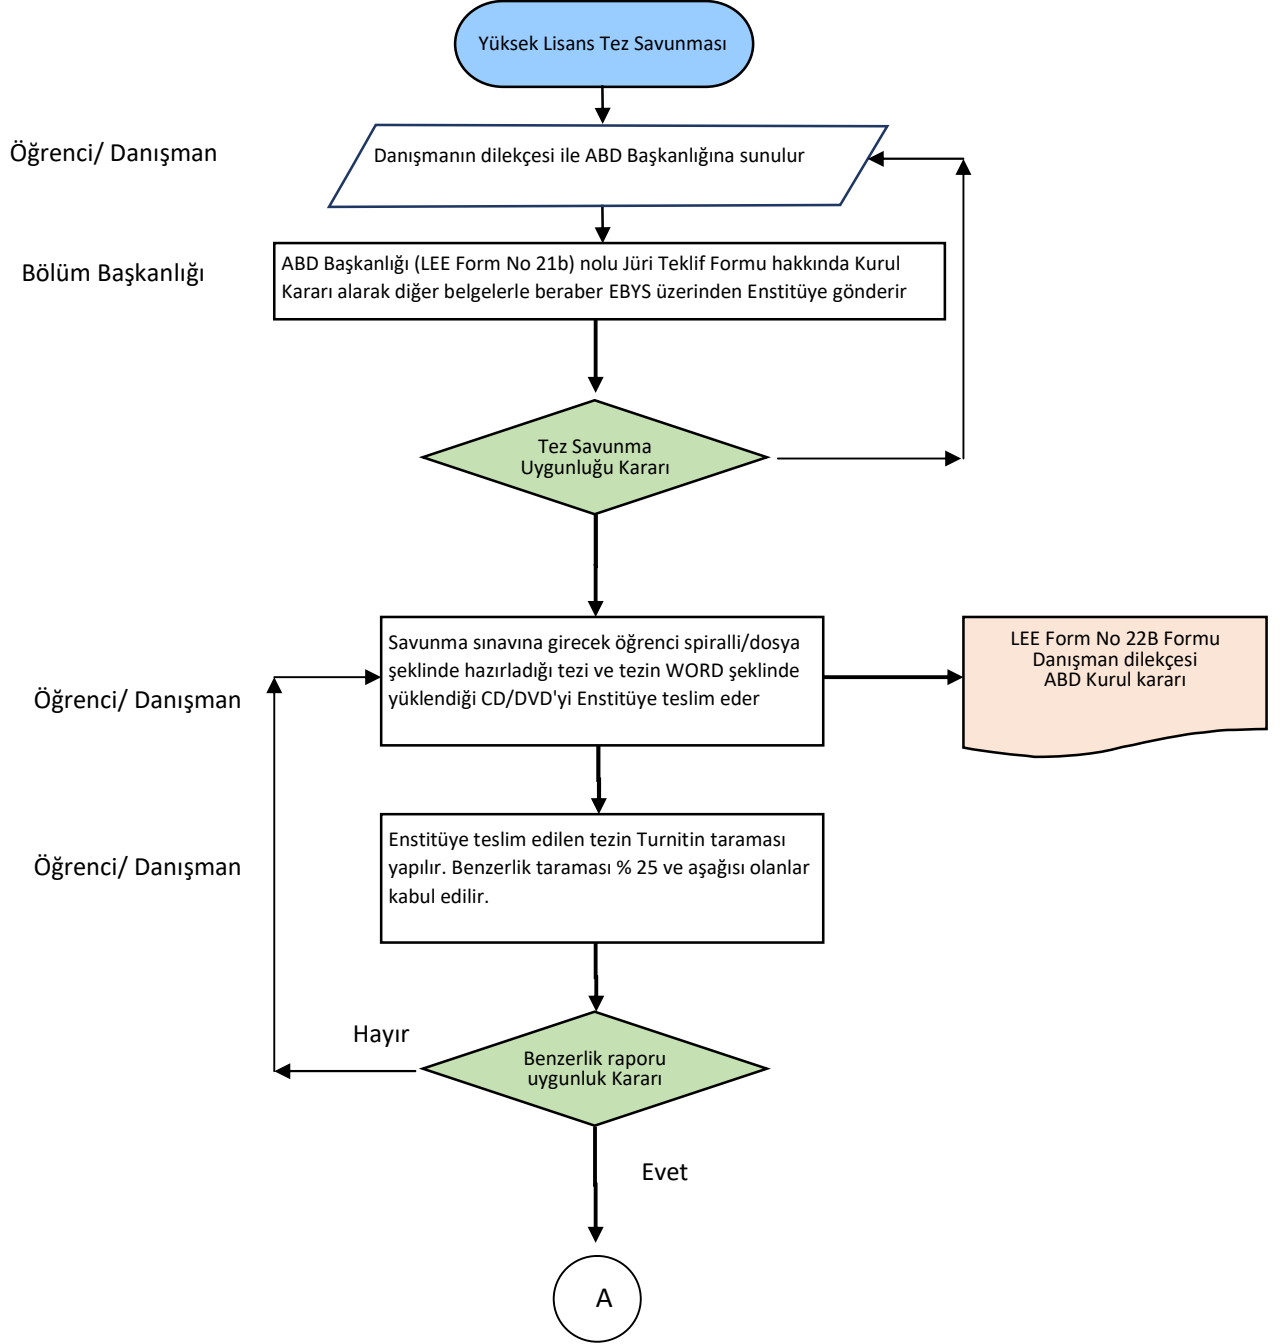 Yüksek Lisans Tez Savunması
Öğrenci/ Danışman
Danışmanın dilekçesi ile ABD Başkanlığına sunulur
Bölüm Başkanlığı
ABD Başkanlığı (LEE Form No 21b) nolu Jüri Teklif Formu hakkında Kurul
Kararı alarak diğer belgelerle beraber EBYS üzerinden Enstitüye gönderir
Tez Savunma
Uygunluğu Kararı
Öğrenci/ Danışman
Savunma sınavına girecek öğrenci spiralli/dosya
şeklinde hazırladığı tezi ve tezin WORD şeklinde
yüklendiği CD/DVD'yi Enstitüye teslim eder
LEE Form No 22B Formu
Danışman dilekçesi
ABD Kurul kararı
Öğrenci/ Danışman
Enstitüye teslim edilen tezin Turnitin taraması
yapılır. Benzerlik taraması % 25 ve aşağısı olanlar
kabul edilir.
Hayır
Benzerlik raporu
uygunluk Kararı
Evet
A